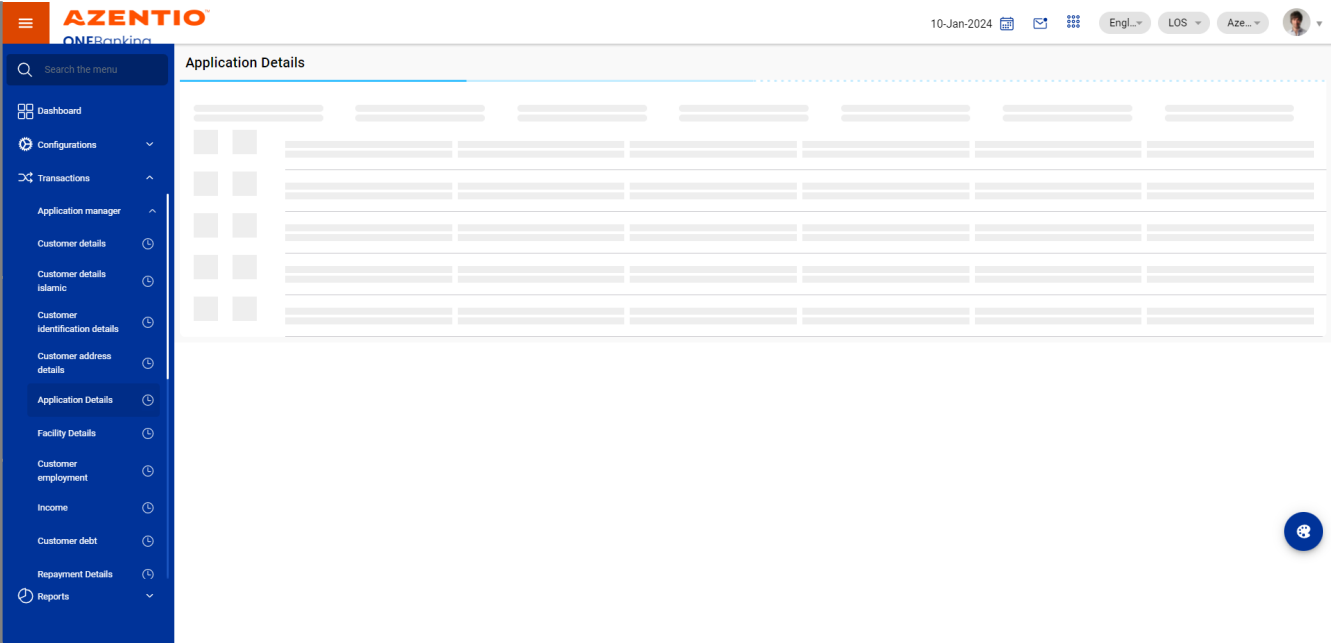 AZENTIO™
ONEBanking
10-Jan-2024
Engl...
LOS
Aze...
Search the menu
Application Details
Dashboard
Configurations
Transactions
Application manager
Customer details
Customer details
islamic
Customer
identification details
Customer address
details
Application Details
Facility Details
Customer
employment
Income
Customer debt
Repayment Details
Reports